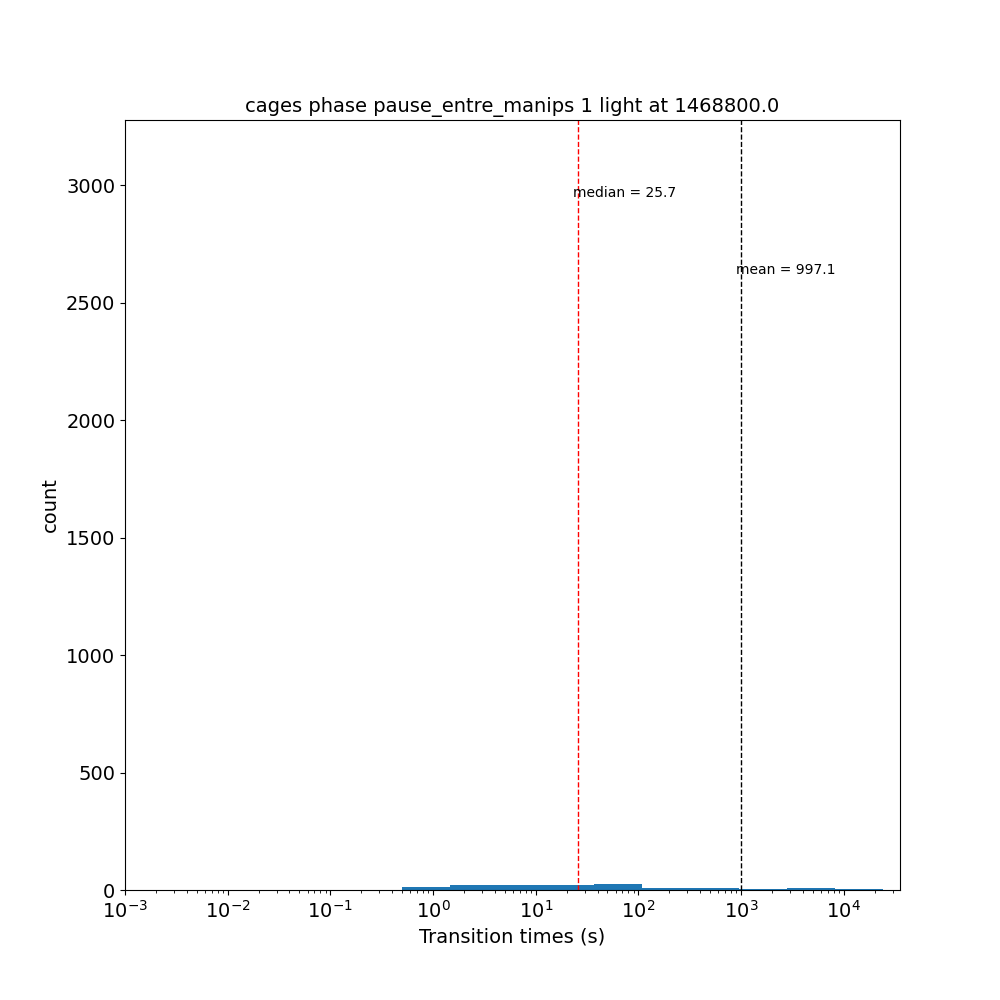 cages phase pause_entre_manips 1 light at 1468800.0
3000
median = 25.7
mean = 997.1
2500
2000
count
1500
1000
500
0
10⁻³ 10⁻² 10⁻¹ 10⁰ 10¹ 10² 10³ 10⁴
Transition times (s)